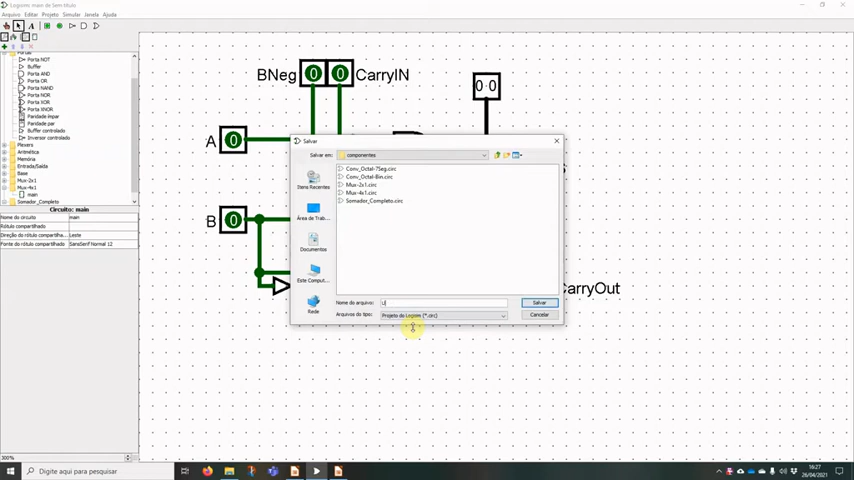 Logisim: main de Sem-título
Arquivo Editar Projeto Simular Janela Ajuda
Portas
Porta NOT
Buffer
Porta AND
Porta OR
Porta NAND
Porta NOR
Porta XOR
Porta XNOR
Paridade ímpar
Paridade par
Buffer controlado
Inversor controlado
Plexers
Aritmética
Memória
Entrada/Saída
Base
Mux-2x1
Mux-4x1
main
Somador_Completo
Circuito: main
Nome do circuito main
Rótulo compartilhado
Direção do rótulo compartilha... Leste
Fonte do rótulo compartilhado SansSerif Normal 12
300%
BNeg 0 0 CarryIN
0 0
A 0
B 0
CarryOut
Salvar
Salvar em: componentes
Conv_Octal-7Seg.circ
Conv_Octal-Bin.circ
Mux-2x1.circ
Mux-4x1.circ
Somador_Completo.circ
Itens Recentes
Área de Trab...
Documentos
Este Comput...
Rede
Nome do arquivo: U
Salvar
Arquivos do tipo: Projeto do Logisim (*.circ)
Cancelar
Digite aqui para pesquisar
16:27
26/04/2021